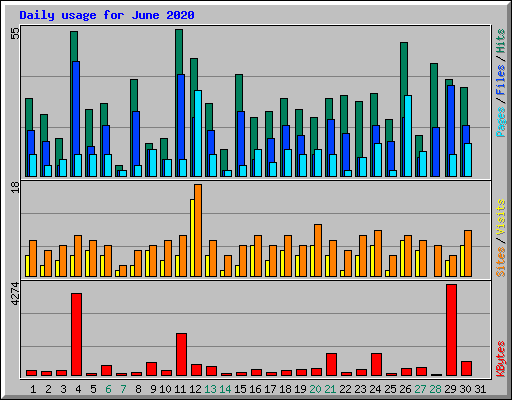 Daily usage for June 2020
55
Pages / Files / Hits
18
Sites / Visits
4274
KBytes
1 2 3 4 5 6 7 8 9 10 11 12 13 14 15 16 17 18 19 20 21 22 23 24 25 26 27 28 29 30 31